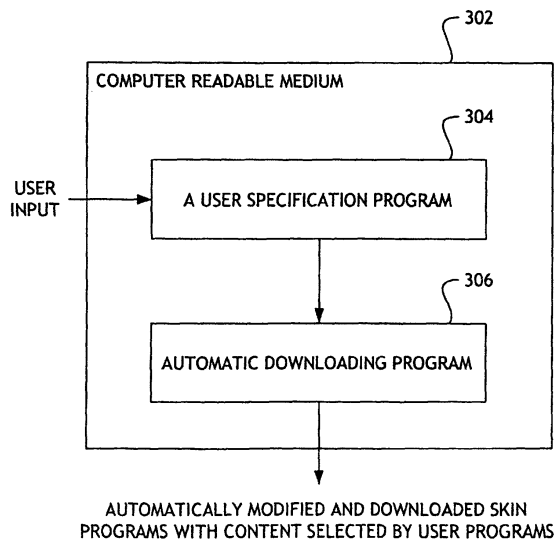 302
COMPUTER READABLE MEDIUM
304
USER
INPUT
A USER SPECIFICATION PROGRAM
306
AUTOMATIC DOWNLOADING PROGRAM
AUTOMATICALLY MODIFIED AND DOWNLOADED SKIN
PROGRAMS WITH CONTENT SELECTED BY USER PROGRAMS